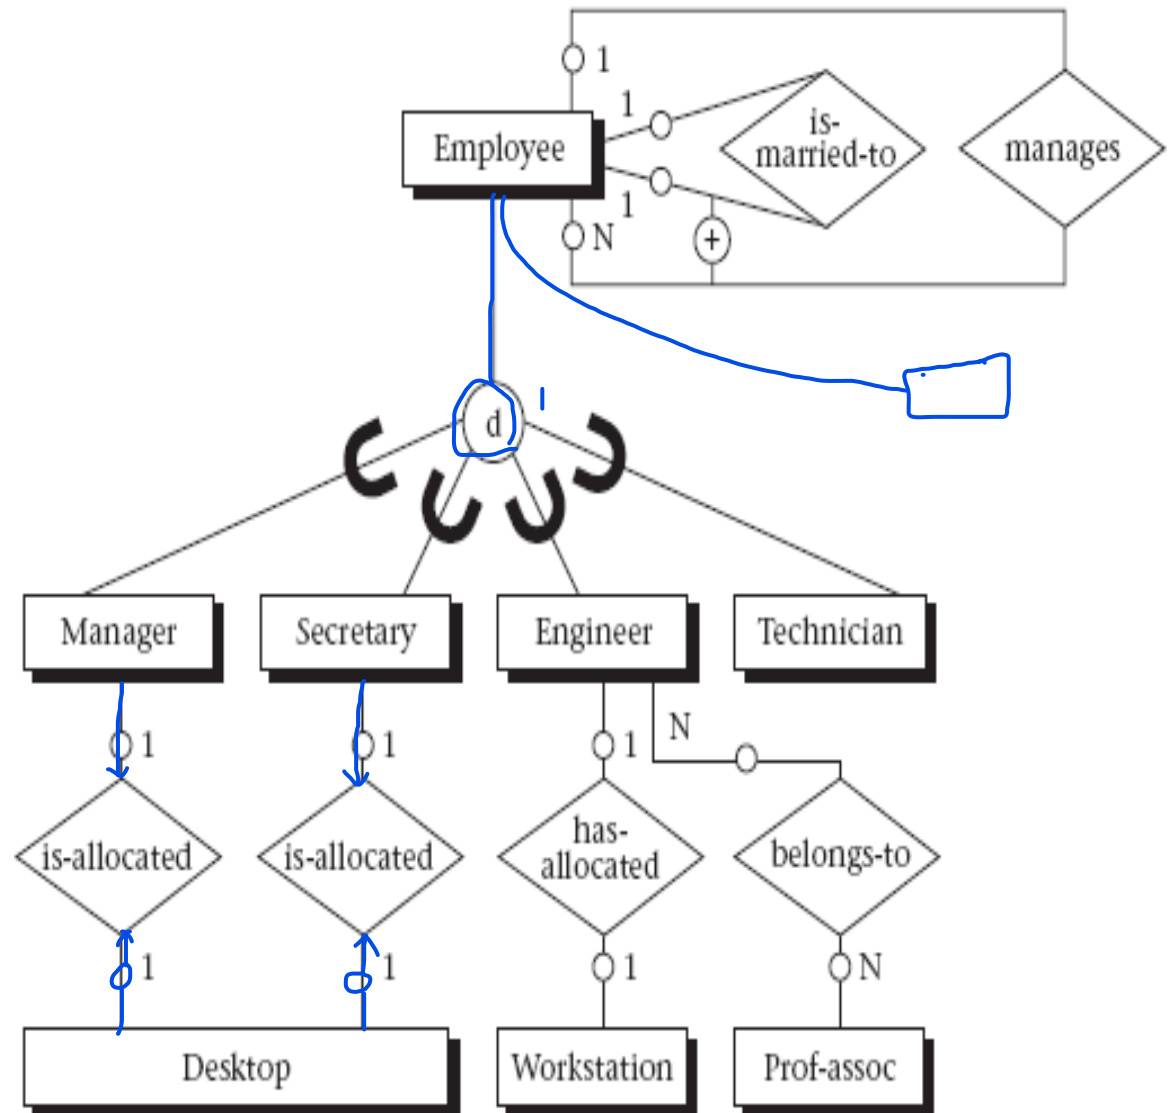 1
1
is-
married-to
manages
Employee
1
N
+
d
1
Manager
Secretary
Engineer
Technician
1
1
1
N
is-allocated
is-allocated
has-
allocated
belongs-to
1
1
1
N
Desktop
Workstation
Prof-assoc